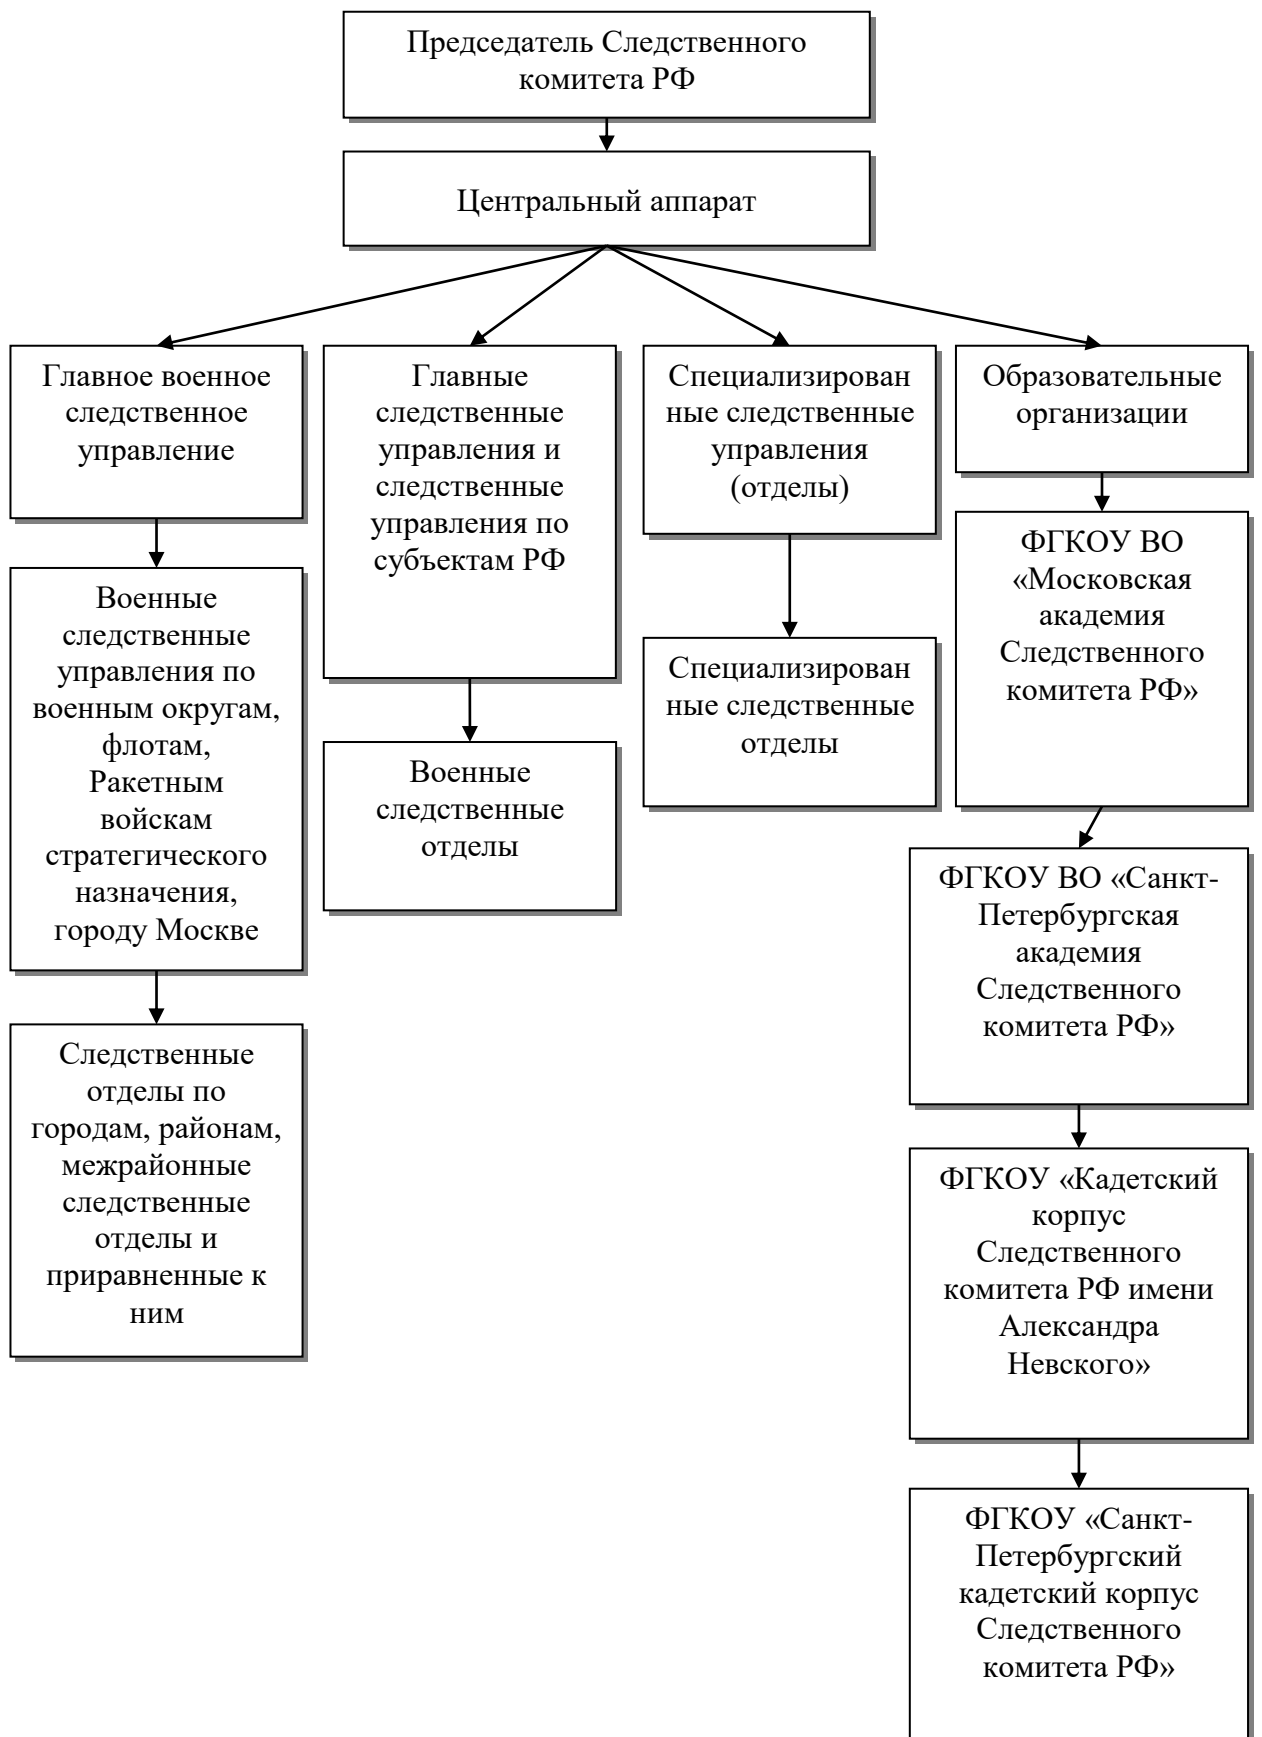 Председатель Следственного
комитета РФ
Центральный аппарат
Главное военное
следственное
управление
Главные
следственные
управления и
следственные
управления по
субъектам РФ
Специализирован
ные следственные
управления
(отделы)
Образовательные
организации
Военные
следственные
управления по
военным округам,
флотам,
Ракетным
войскам
стратегического
назначения,
городу Москве
Военные
следственные
отделы
Специализирован
ные следственные
отделы
ФГКОУ ВО
«Московская
академия
Следственного
комитета РФ»
ФГКОУ ВО «Санкт-
Петербургская
академия
Следственного
комитета РФ»
Следственные
отделы по
городам, районам,
межрайонные
следственные
отделы и
приравненные к
ним
ФГКОУ «Кадетский
корпус
Следственного
комитета РФ имени
Александра
Невского»
ФГКОУ «Санкт-
Петербургский
кадетский корпус
Следственного
комитета РФ»